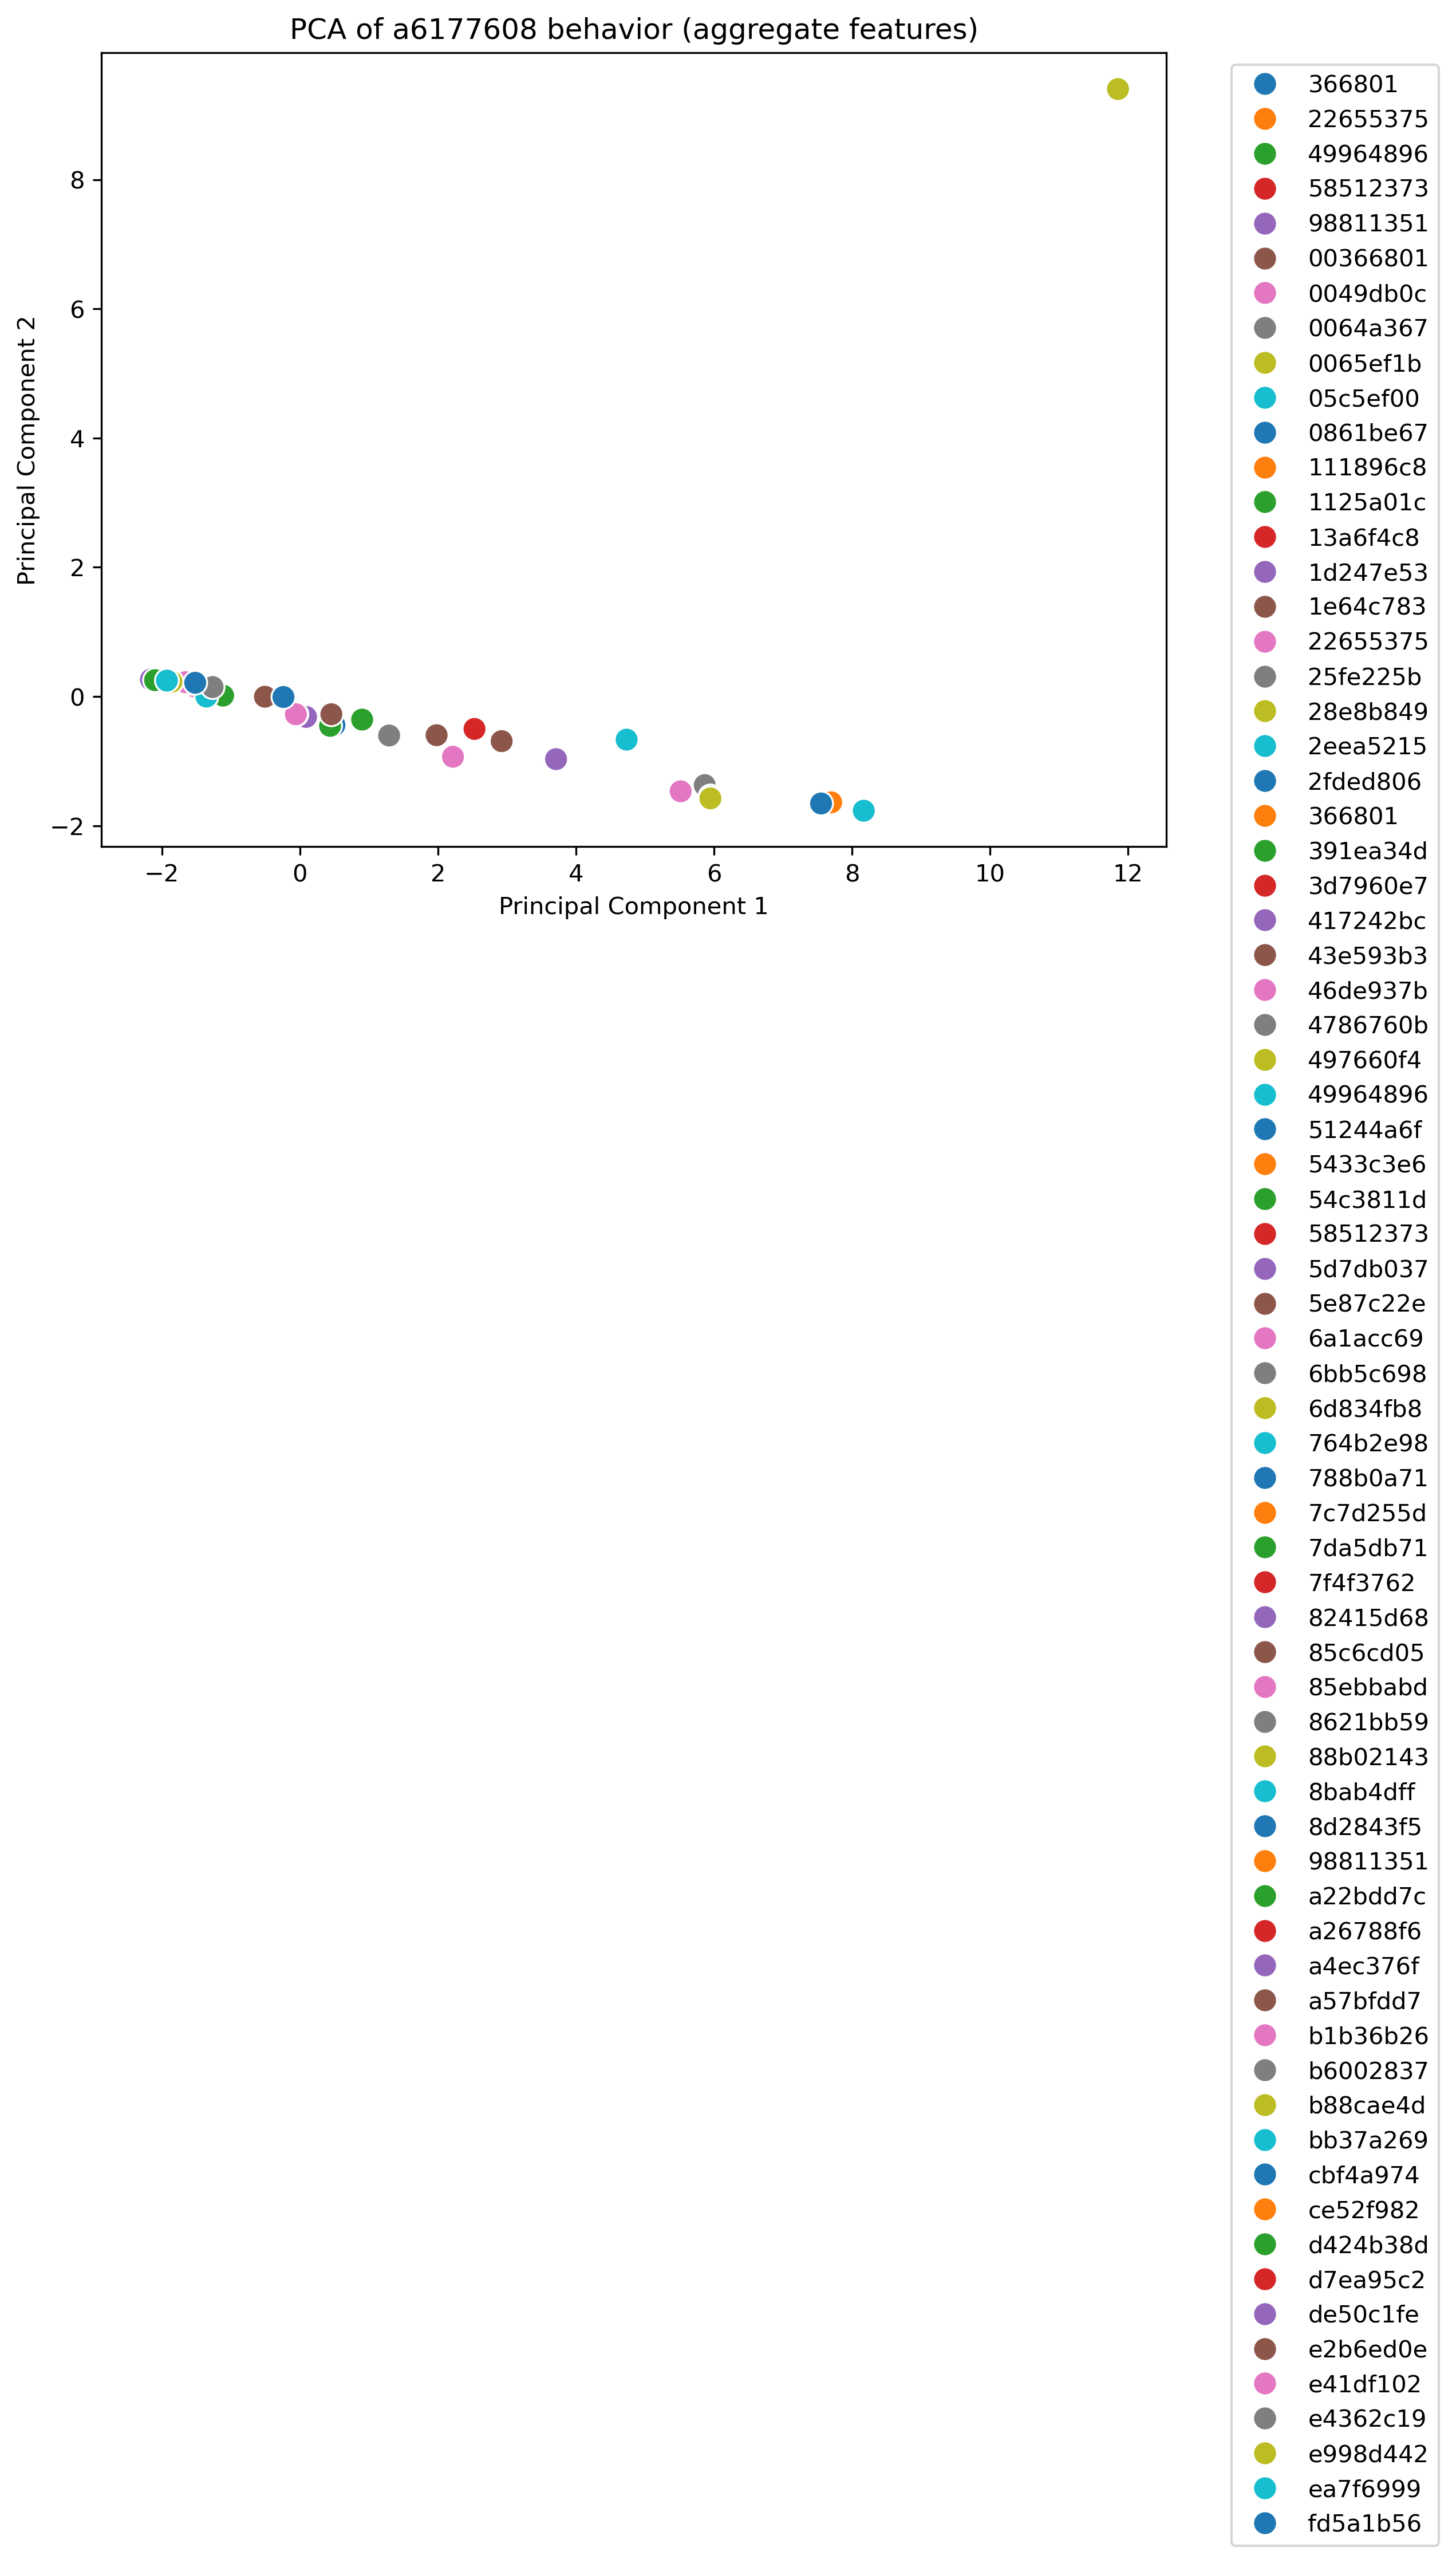 PCA of a6177608 behavior (aggregate features)
Principal Component 2
8
6
4
2
0
−2
−2 0 2 4 6 8 10 12
Principal Component 1
366801
22655375
49964896
58512373
98811351
00366801
0049db0c
0064a367
0065ef1b
05c5ef00
0861be67
111896c8
1125a01c
13a6f4c8
1d247e53
1e64c783
22655375
25fe225b
28e8b849
2eea5215
2fded806
366801
391ea34d
3d7960e7
417242bc
43e593b3
46de937b
4786760b
497660f4
49964896
51244a6f
5433c3e6
54c3811d
58512373
5d7db037
5e87c22e
6a1acc69
6bb5c698
6d834fb8
764b2e98
788b0a71
7c7d255d
7da5db71
7f4f3762
82415d68
85c6cd05
85ebbabd
8621bb59
88b02143
8bab4dff
8d2843f5
98811351
a22bdd7c
a26788f6
a4ec376f
a57bfdd7
b1b36b26
b6002837
b88cae4d
bb37a269
cbf4a974
ce52f982
d424b38d
d7ea95c2
de50c1fe
e2b6ed0e
e41df102
e4362c19
e998d442
ea7f6999
fd5a1b56